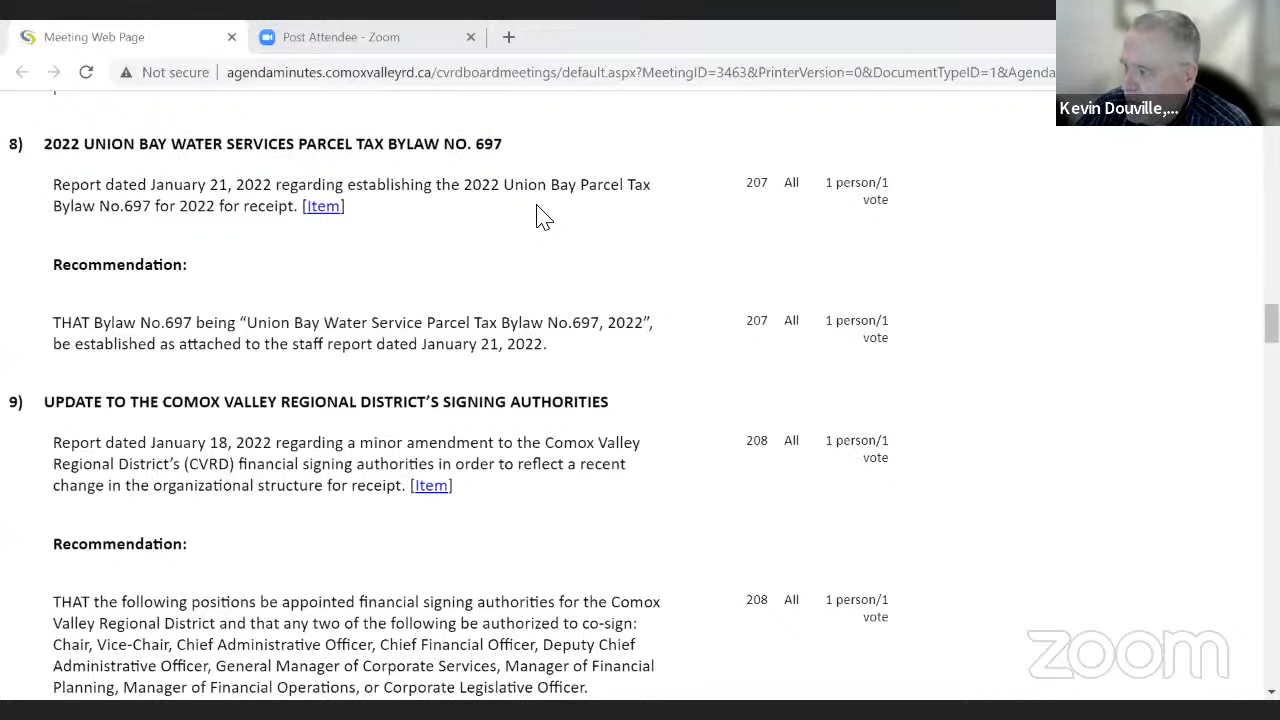 Meeting Web Page
Post Attendee - Zoom
Not secure
agendaminutes.comoxvalleyrd.ca/cvrdboardmeetings/default.aspx?MeetingID=3463&PrinterVersion=0&DocumentTypeID=1&Agenda
Kevin Douville,...
8) 2022 UNION BAY WATER SERVICES PARCEL TAX BYLAW NO. 697
Report dated January 21, 2022 regarding establishing the 2022 Union Bay Parcel Tax 207 All 1 person/1
Bylaw No.697 for 2022 for receipt. [Item] vote
Recommendation:
THAT Bylaw No.697 being “Union Bay Water Service Parcel Tax Bylaw No.697, 2022”, 207 All 1 person/1
be established as attached to the staff report dated January 21, 2022. vote
9) UPDATE TO THE COMOX VALLEY REGIONAL DISTRICT’S SIGNING AUTHORITIES
Report dated January 18, 2022 regarding a minor amendment to the Comox Valley 208 All 1 person/1
Regional District’s (CVRD) financial signing authorities in order to reflect a recent vote
change in the organizational structure for receipt. [Item]
Recommendation:
THAT the following positions be appointed financial signing authorities for the Comox 208 All 1 person/1
Valley Regional District and that any two of the following be authorized to co-sign: vote
Chair, Vice-Chair, Chief Administrative Officer, Chief Financial Officer, Deputy Chief
Administrative Officer, General Manager of Corporate Services, Manager of Financial
Planning, Manager of Financial Operations, or Corporate Legislative Officer.
zoom